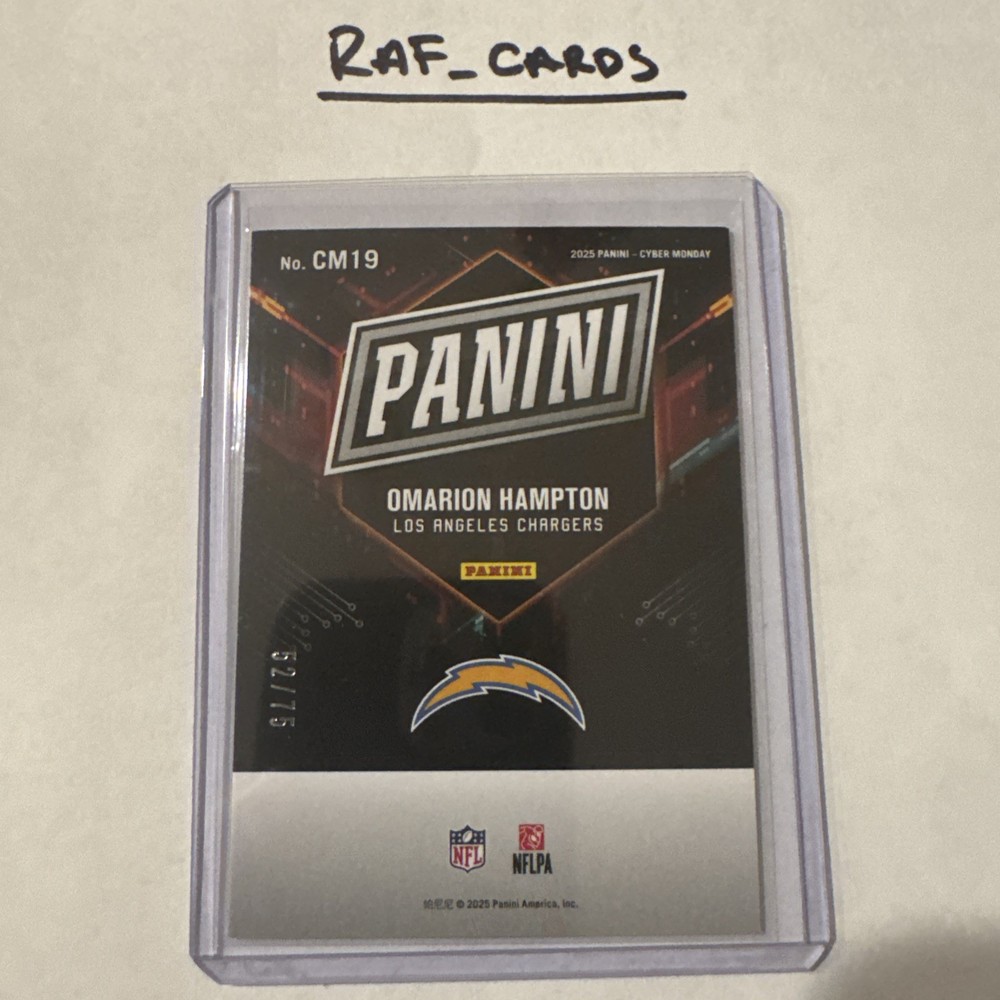 RAF_CARDS
No. CM19
2025 PANINI - CYBER MONDAY
PANINI
OMARION HAMPTON
LOS ANGELES CHARGERS
PANINI
52/75
NFL
NFLPA
帕尼尼 © 2025 Panini America, Inc.